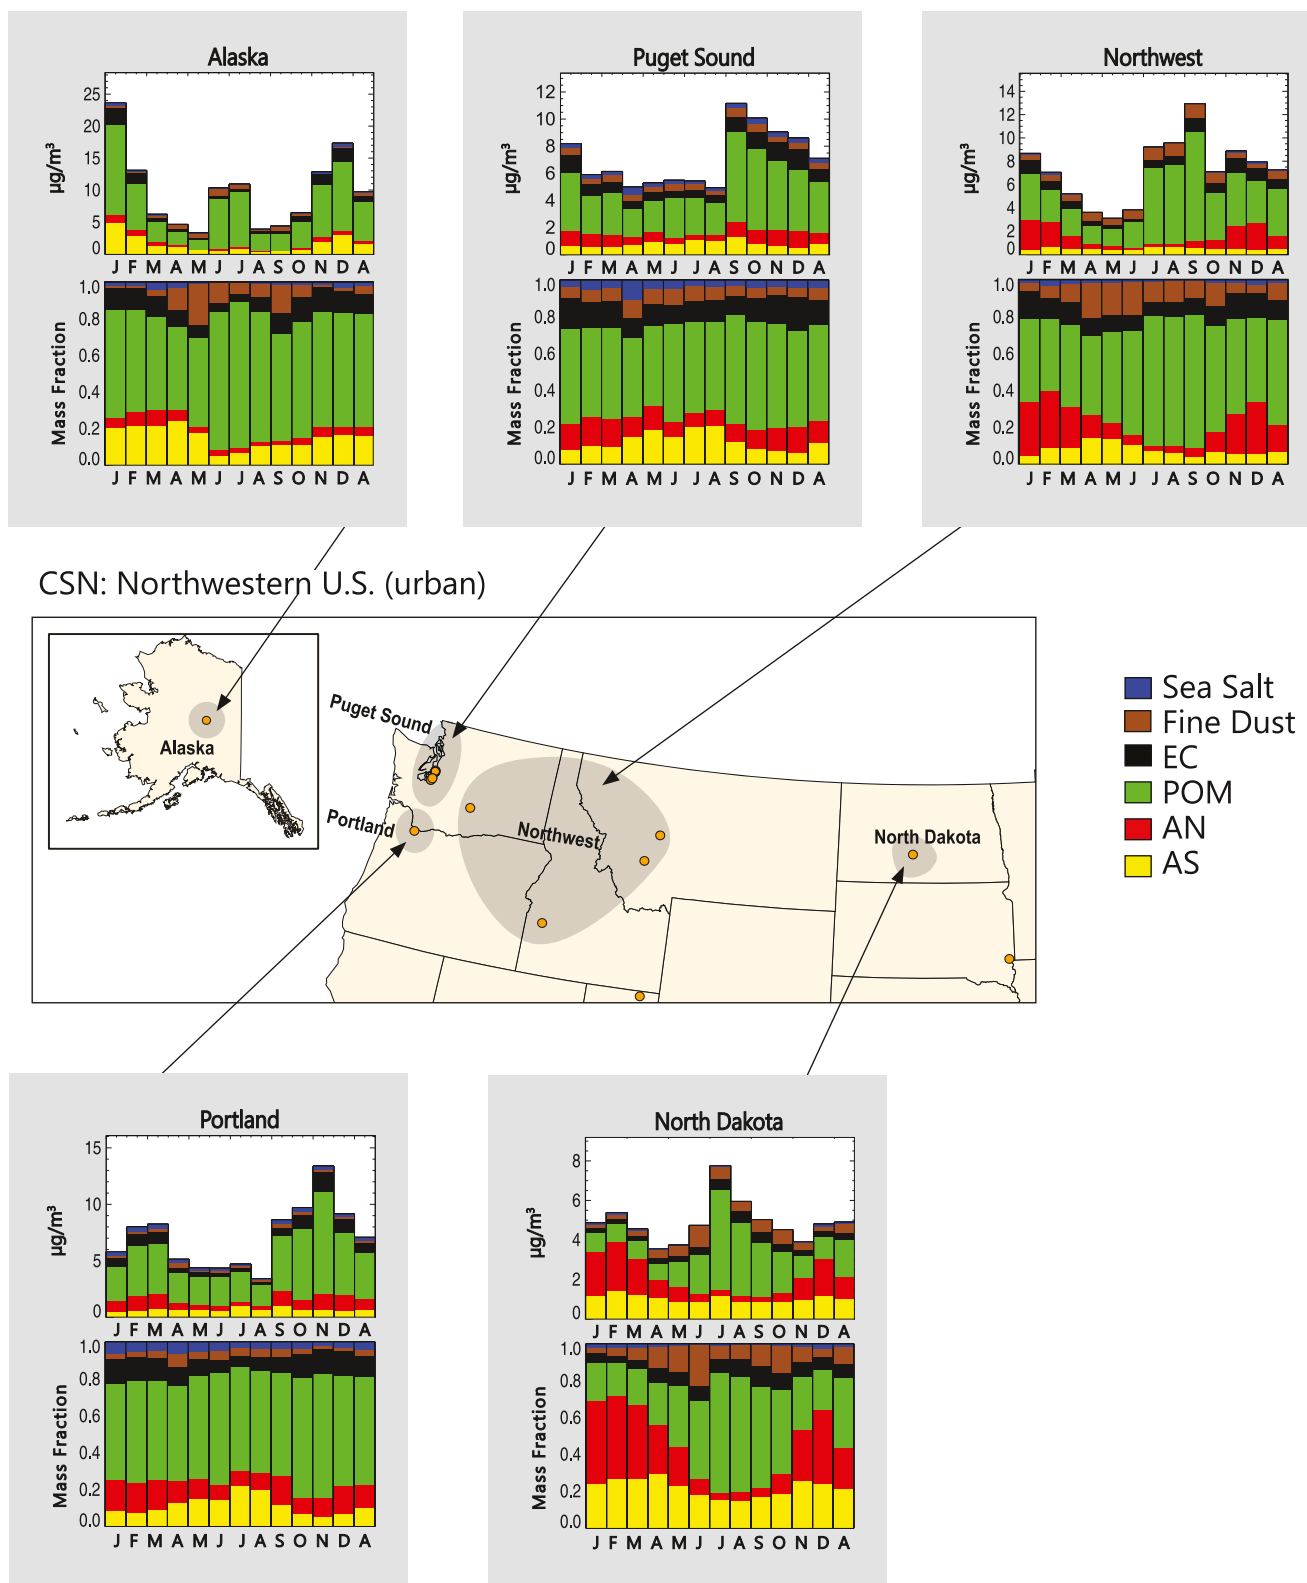 Alaska
µg/m³
25
20
15
10
5
0
J F M A M J J A S O N D A
Mass Fraction
1.0
0.8
0.6
0.4
0.2
0.0
J F M A M J J A S O N D A
Puget Sound
µg/m³
12
10
8
6
4
2
0
J F M A M J J A S O N D A
Mass Fraction
1.0
0.8
0.6
0.4
0.2
0.0
J F M A M J J A S O N D A
Northwest
µg/m³
14
12
10
8
6
4
2
0
J F M A M J J A S O N D A
Mass Fraction
1.0
0.8
0.6
0.4
0.2
0.0
J F M A M J J A S O N D A
CSN: Northwestern U.S. (urban)
Alaska
Puget Sound
Portland
Northwest
North Dakota
Sea Salt
Fine Dust
EC
POM
AN
AS
Portland
µg/m³
15
10
5
0
J F M A M J J A S O N D A
Mass Fraction
1.0
0.8
0.6
0.4
0.2
0.0
J F M A M J J A S O N D A
North Dakota
µg/m³
8
6
4
2
0
J F M A M J J A S O N D A
Mass Fraction
1.0
0.8
0.6
0.4
0.2
0.0
J F M A M J J A S O N D A